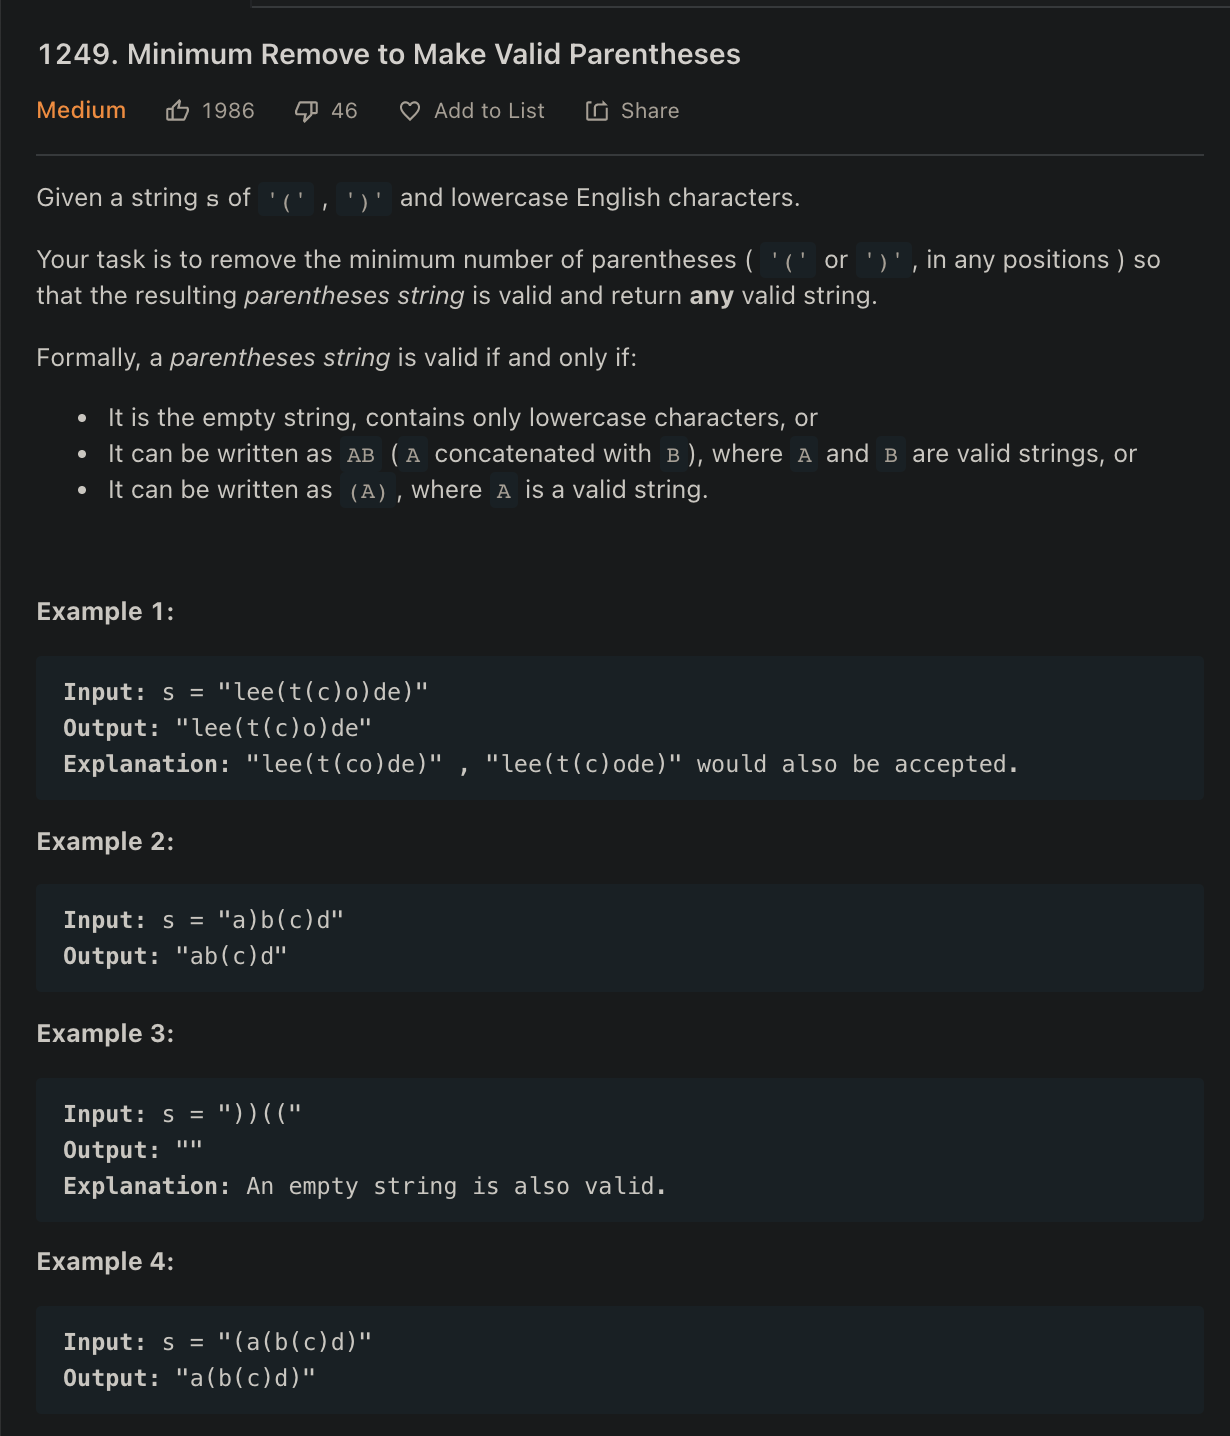 1249. Minimum Remove to Make Valid Parentheses
Medium 1986 46 Add to List Share
Given a string s of '(' , ')' and lowercase English characters.
Your task is to remove the minimum number of parentheses ( '(' or ')', in any positions ) so
that the resulting parentheses string is valid and return any valid string.
Formally, a parentheses string is valid if and only if:
• It is the empty string, contains only lowercase characters, or
• It can be written as AB (A concatenated with B), where A and B are valid strings, or
• It can be written as (A), where A is a valid string.
Example 1:
Input: s = "lee(t(c)o)de)"
Output: "lee(t(c)o)de"
Explanation: "lee(t(co)de)" , "lee(t(c)ode)" would also be accepted.
Example 2:
Input: s = "a)b(c)d"
Output: "ab(c)d"
Example 3:
Input: s = "))(("
Output: ""
Explanation: An empty string is also valid.
Example 4:
Input: s = "(a(b(c)d)"
Output: "a(b(c)d)"